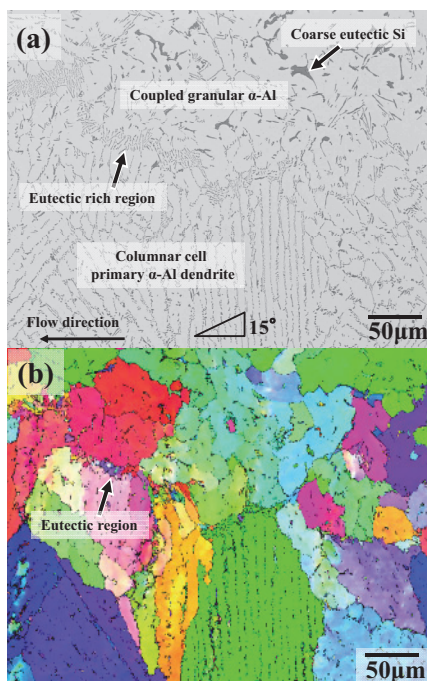 (a)
Coarse eutectic Si
Coupled granular α-Al
Eutectic rich region
Columnar cell
primary α-Al dendrite
Flow direction
15°
50μm
(b)
Eutectic region
50μm